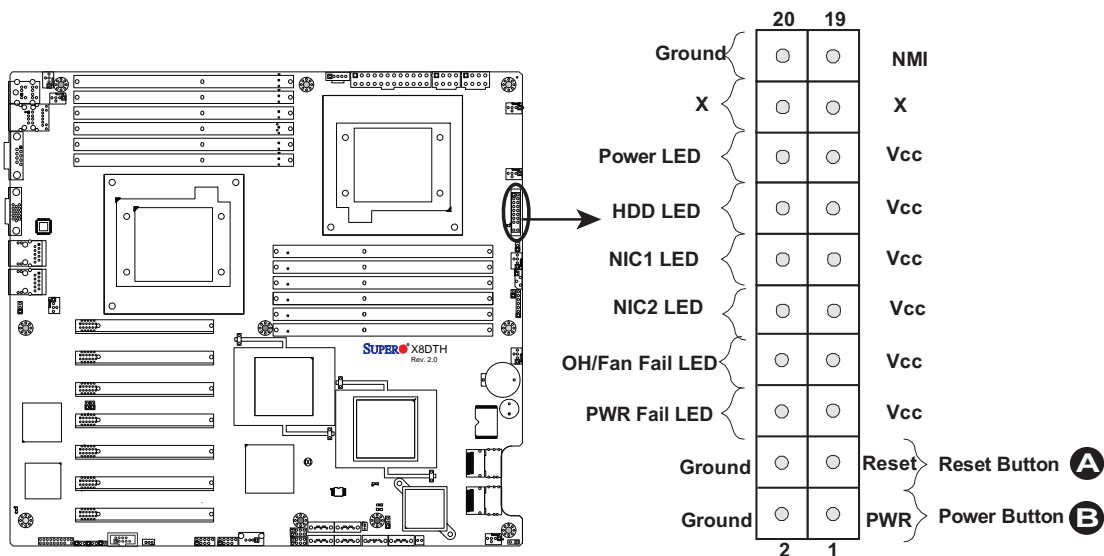 20 19
Ground NMI
X X
Power LED Vcc
HDD LED Vcc
NIC1 LED Vcc
NIC2 LED Vcc
OH/Fan Fail LED Vcc
PWR Fail LED Vcc
Ground Reset Reset Button A
Ground PWR Power Button B
2 1
SUPER X8DTH
Rev. 2.0